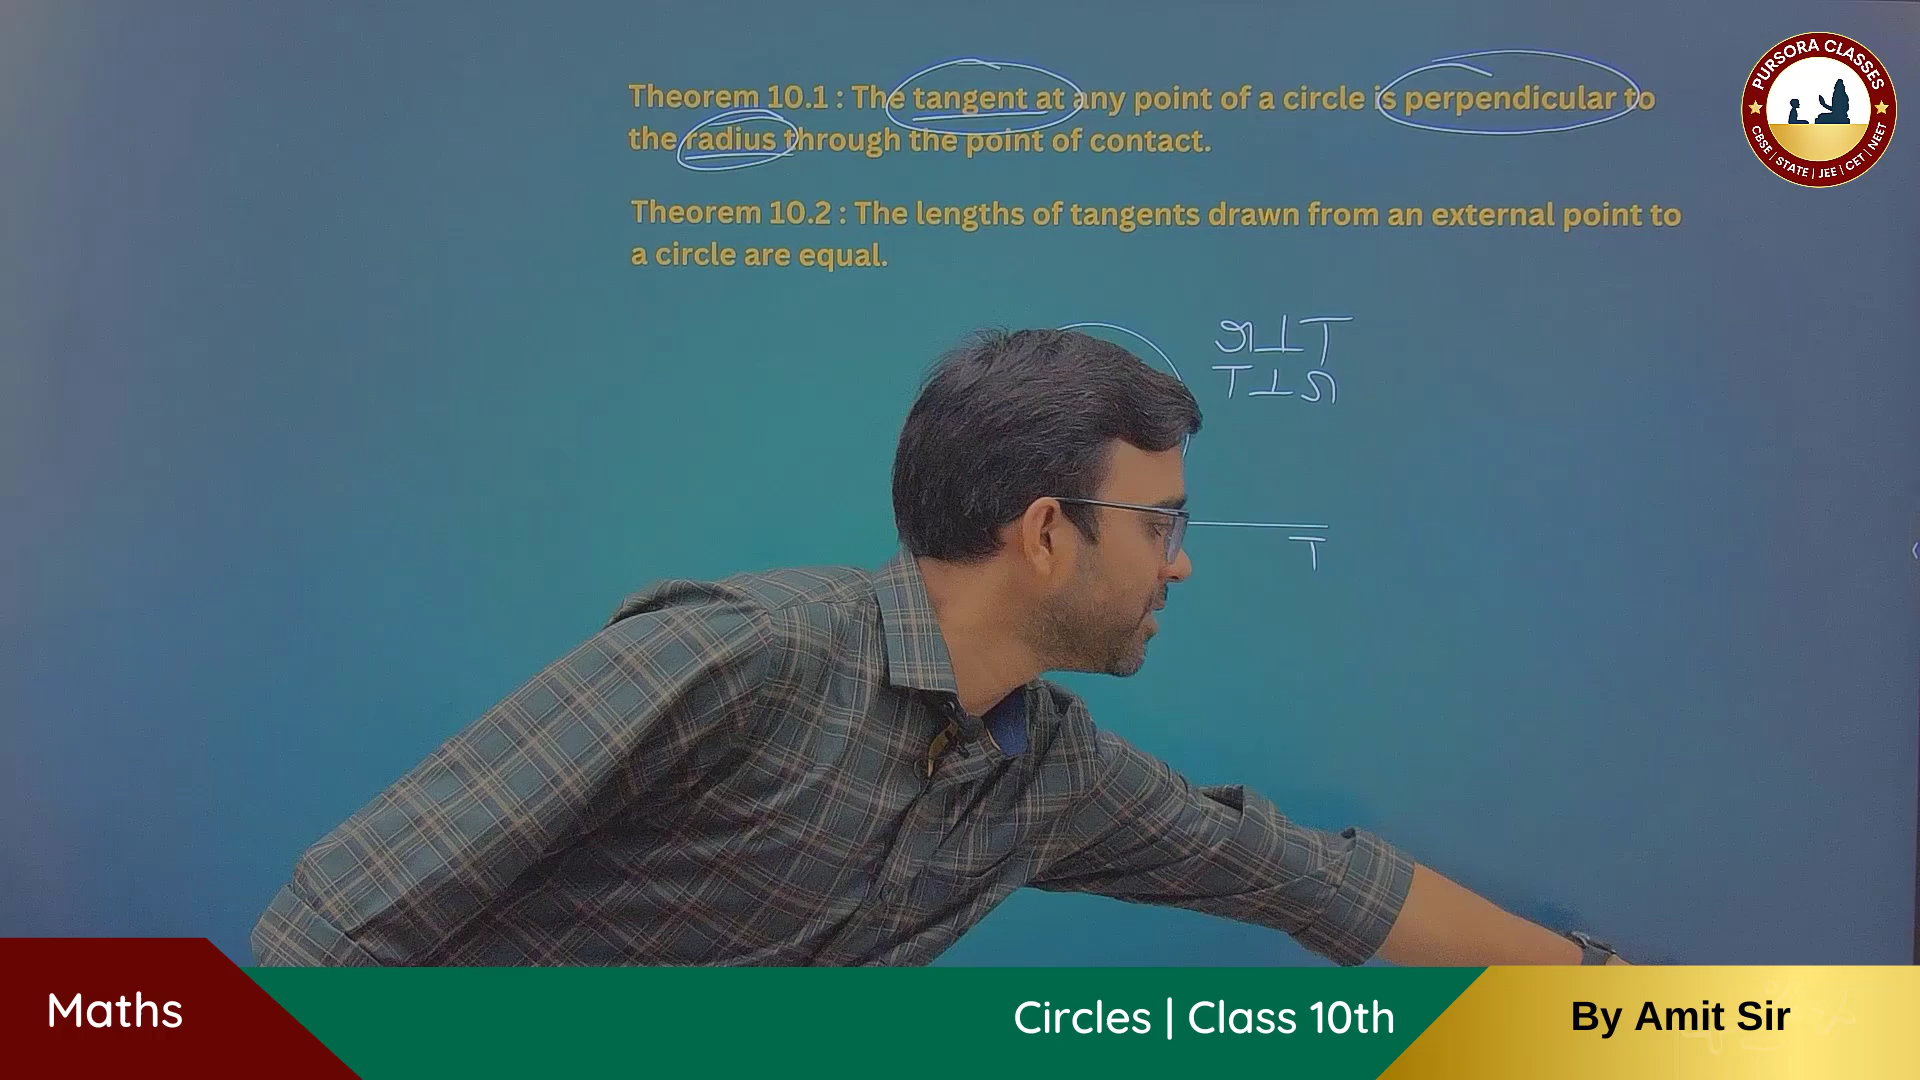 Theorem 10.1 : The tangent at any point of a circle is perpendicular to
the radius through the point of contact.
Theorem 10.2 : The lengths of tangents drawn from an external point to
a circle are equal.
r ⊥ T
T ⊥ r
T
PURSORA CLASSES
CBSE | STATE | JEE | CET | NEET
Maths
Circles | Class 10th
By Amit Sir